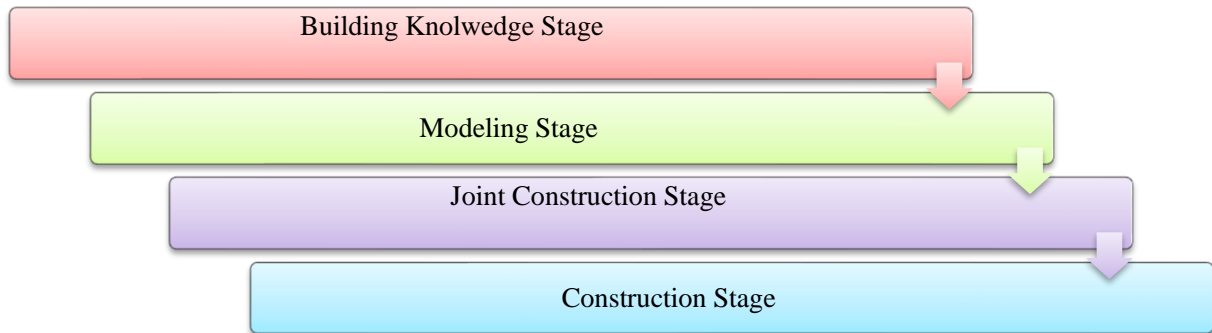 Building Knolwedge Stage
Modeling Stage
Joint Construction Stage
Construction Stage